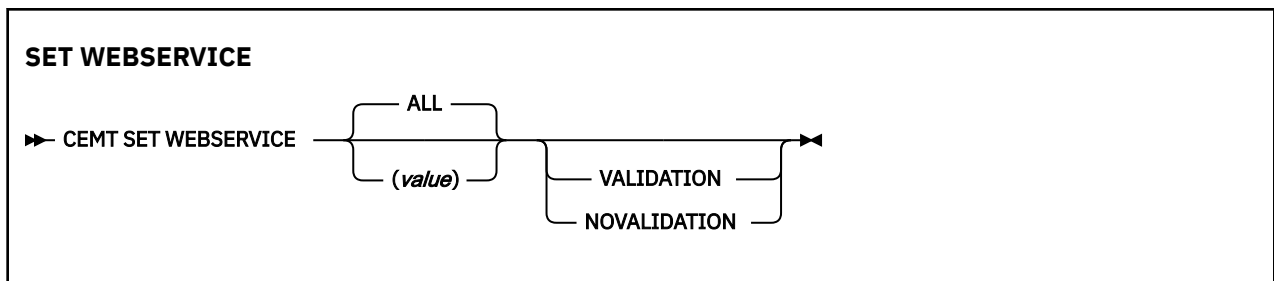 SET WEBSERVICE
ALL
CEMT SET WEBSERVICE
(value)
VALIDATION
NOVALIDATION